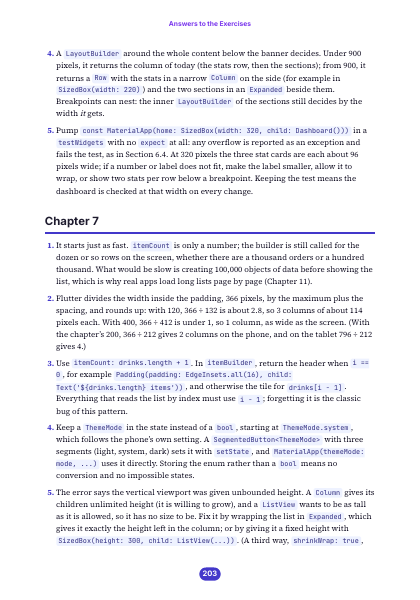 Answers to the Exercises
4. A LayoutBuilder around the whole content below the banner decides. Under 900
pixels, it returns the column of today (the stats row, then the sections); from 900, it
returns a Row with the stats in a narrow Column on the side (for example in
SizedBox(width: 220)) and the two sections in an Expanded beside them.
Breakpoints can nest: the inner LayoutBuilder of the sections still decides by the
width it gets.
5. Pump const MaterialApp(home: SizedBox(width: 320, child: Dashboard())) in a
testWidgets with no expect at all: any overflow is reported as an exception and
fails the test, as in Section 6.4. At 320 pixels the three stat cards are each about 96
pixels wide; if a number or label does not fit, make the label smaller, allow it to
wrap, or show two stats per row below a breakpoint. Keeping the test means the
dashboard is checked at that width on every change.
Chapter 7
1. It starts just as fast. itemCount is only a number; the builder is still called for the
dozen or so rows on the screen, whether there are a thousand orders or a hundred
thousand. What would be slow is creating 100,000 objects of data before showing the
list, which is why real apps load long lists page by page (Chapter 11).
2. Flutter divides the width inside the padding, 366 pixels, by the maximum plus the
spacing, and rounds up: with 120, 366 ÷ 132 is about 2.8, so 3 columns of about 114
pixels each. With 400, 366 ÷ 412 is under 1, so 1 column, as wide as the screen. (With
the chapter's 200, 366 ÷ 212 gives 2 columns on the phone, and on the tablet 796 ÷ 212
gives 4.)
3. Use itemCount: drinks.length + 1. In itemBuilder, return the header when i ==
0, for example Padding(padding: EdgeInsets.all(16), child:
Text('${drinks.length} items')), and otherwise the tile for drinks[i - 1].
Everything that reads the list by index must use i - 1; forgetting it is the classic
bug of this pattern.
4. Keep a ThemeMode in the state instead of a bool, starting at ThemeMode.system,
which follows the phone's own setting. A SegmentedButton<ThemeMode> with three
segments (light, system, dark) sets it with setState, and MaterialApp(themeMode:
mode, ...) uses it directly. Storing the enum rather than a bool means no
conversion and no impossible states.
5. The error says the vertical viewport was given unbounded height. A Column gives its
children unlimited height (it is willing to grow), and a ListView wants to be as tall
as it is allowed, so it has no size to be. Fix it by wrapping the list in Expanded, which
gives it exactly the height left in the column; or by giving it a fixed height with
SizedBox(height: 300, child: ListView(...)). (A third way, shrinkWrap: true,
203